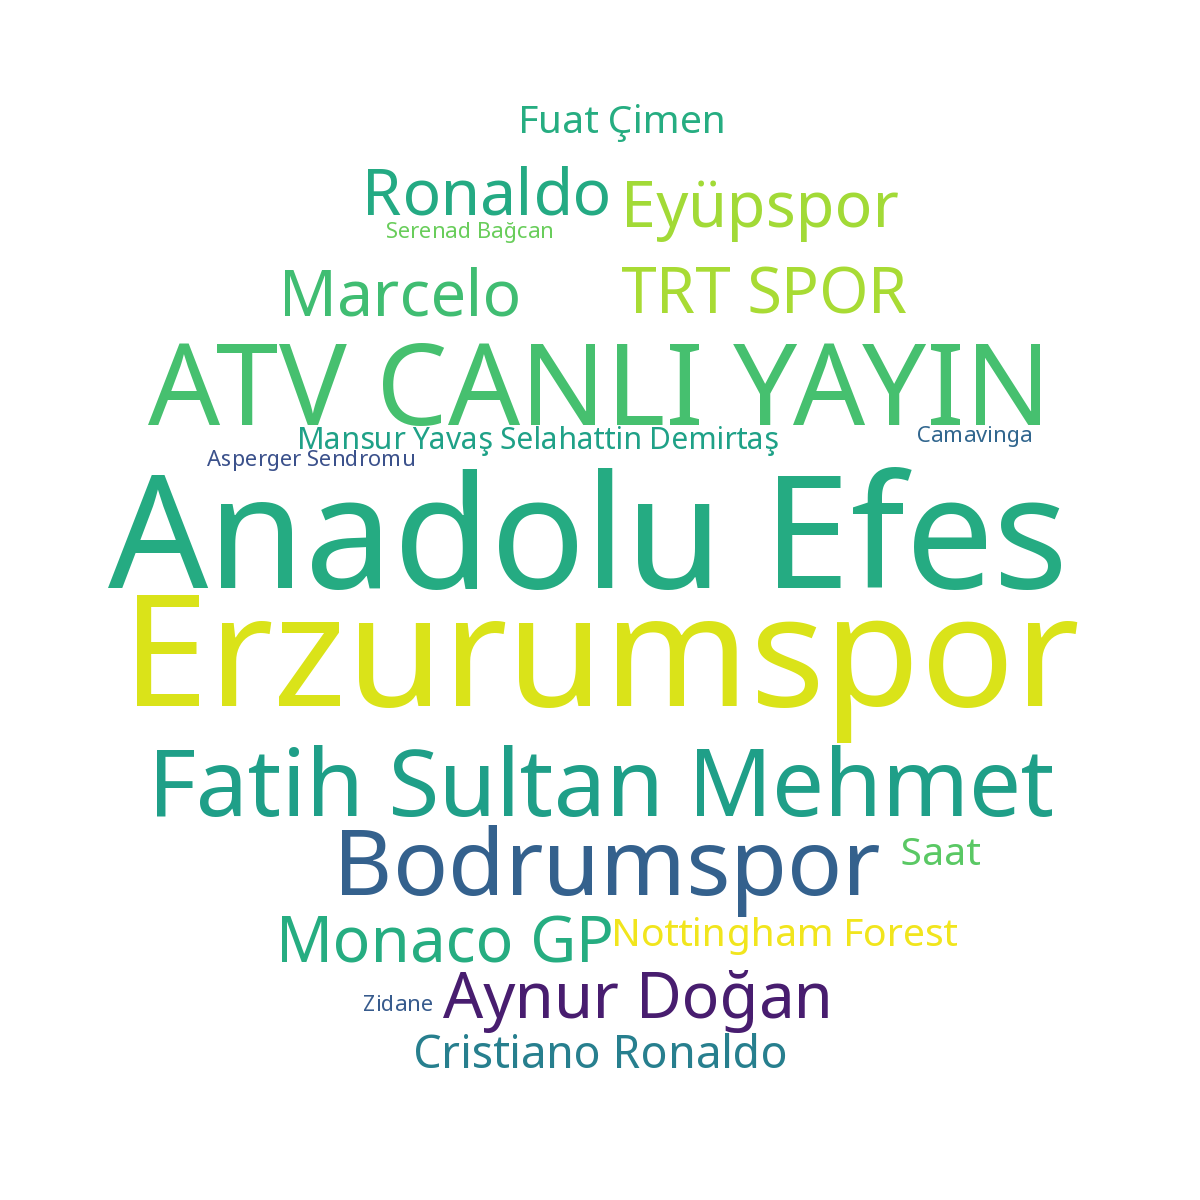 Fuat Çimen
Ronaldo
Eyüpspor
Serenad Bağcan
Marcelo
TRT SPOR
ATV CANLI YAYIN
Mansur Yavaş Selahattin Demirtaş
Camavinga
Asperger Sendromu
Anadolu Efes
Erzurumspor
Fatih Sultan Mehmet
Bodrumspor
Saat
Monaco GP
Nottingham Forest
Zidane
Aynur Doğan
Cristiano Ronaldo